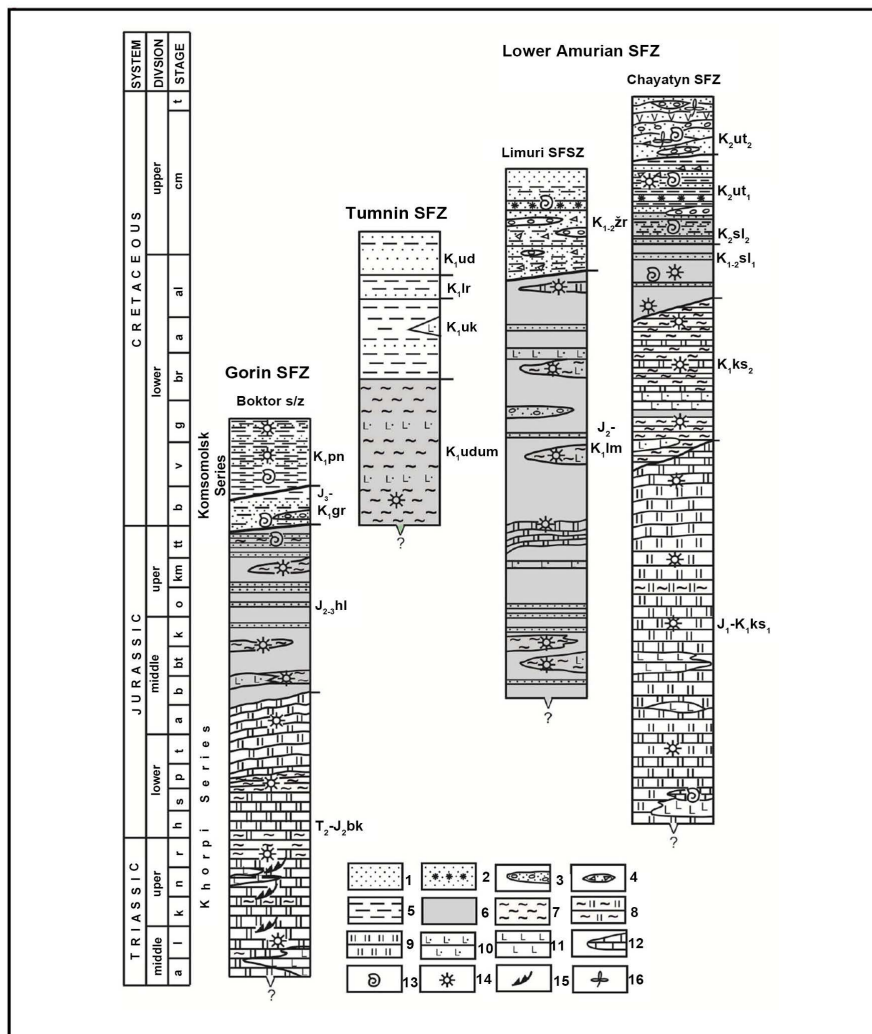 SYSTEM
DIVSION
STAGE
CRETACEOUS
JURASSIC
TRIASSIC
upper
lower
uper
middle
lower
uper
middle
t
cm
al
a
br
g
v
b
tt
km
o
k
bt
b
a
t
p
s
h
r
n
k
l
a
Komsomolsk
Series
Khorpi Series
Gorin SFZ
Boktor s/z
K₁pn
J₃-
K₁gr
J₂₋₃hl
T₂-J₂bk
?
Tumnin SFZ
K₁ud
K₁lr
K₁uk
K₁udum
?
Lower Amurian SFZ
Limuri SFSZ
K₁₋₂žr
J₂-
K₁lm
?
Chayatyn SFZ
K₂ut₂
K₂ut₁
K₂sl₂
K₁₋₂sl₁
K₁ks₂
J₁-K₁ks₁
?
1 2 3 4
5 6 7 8
9 10 11 12
13 14 15 16